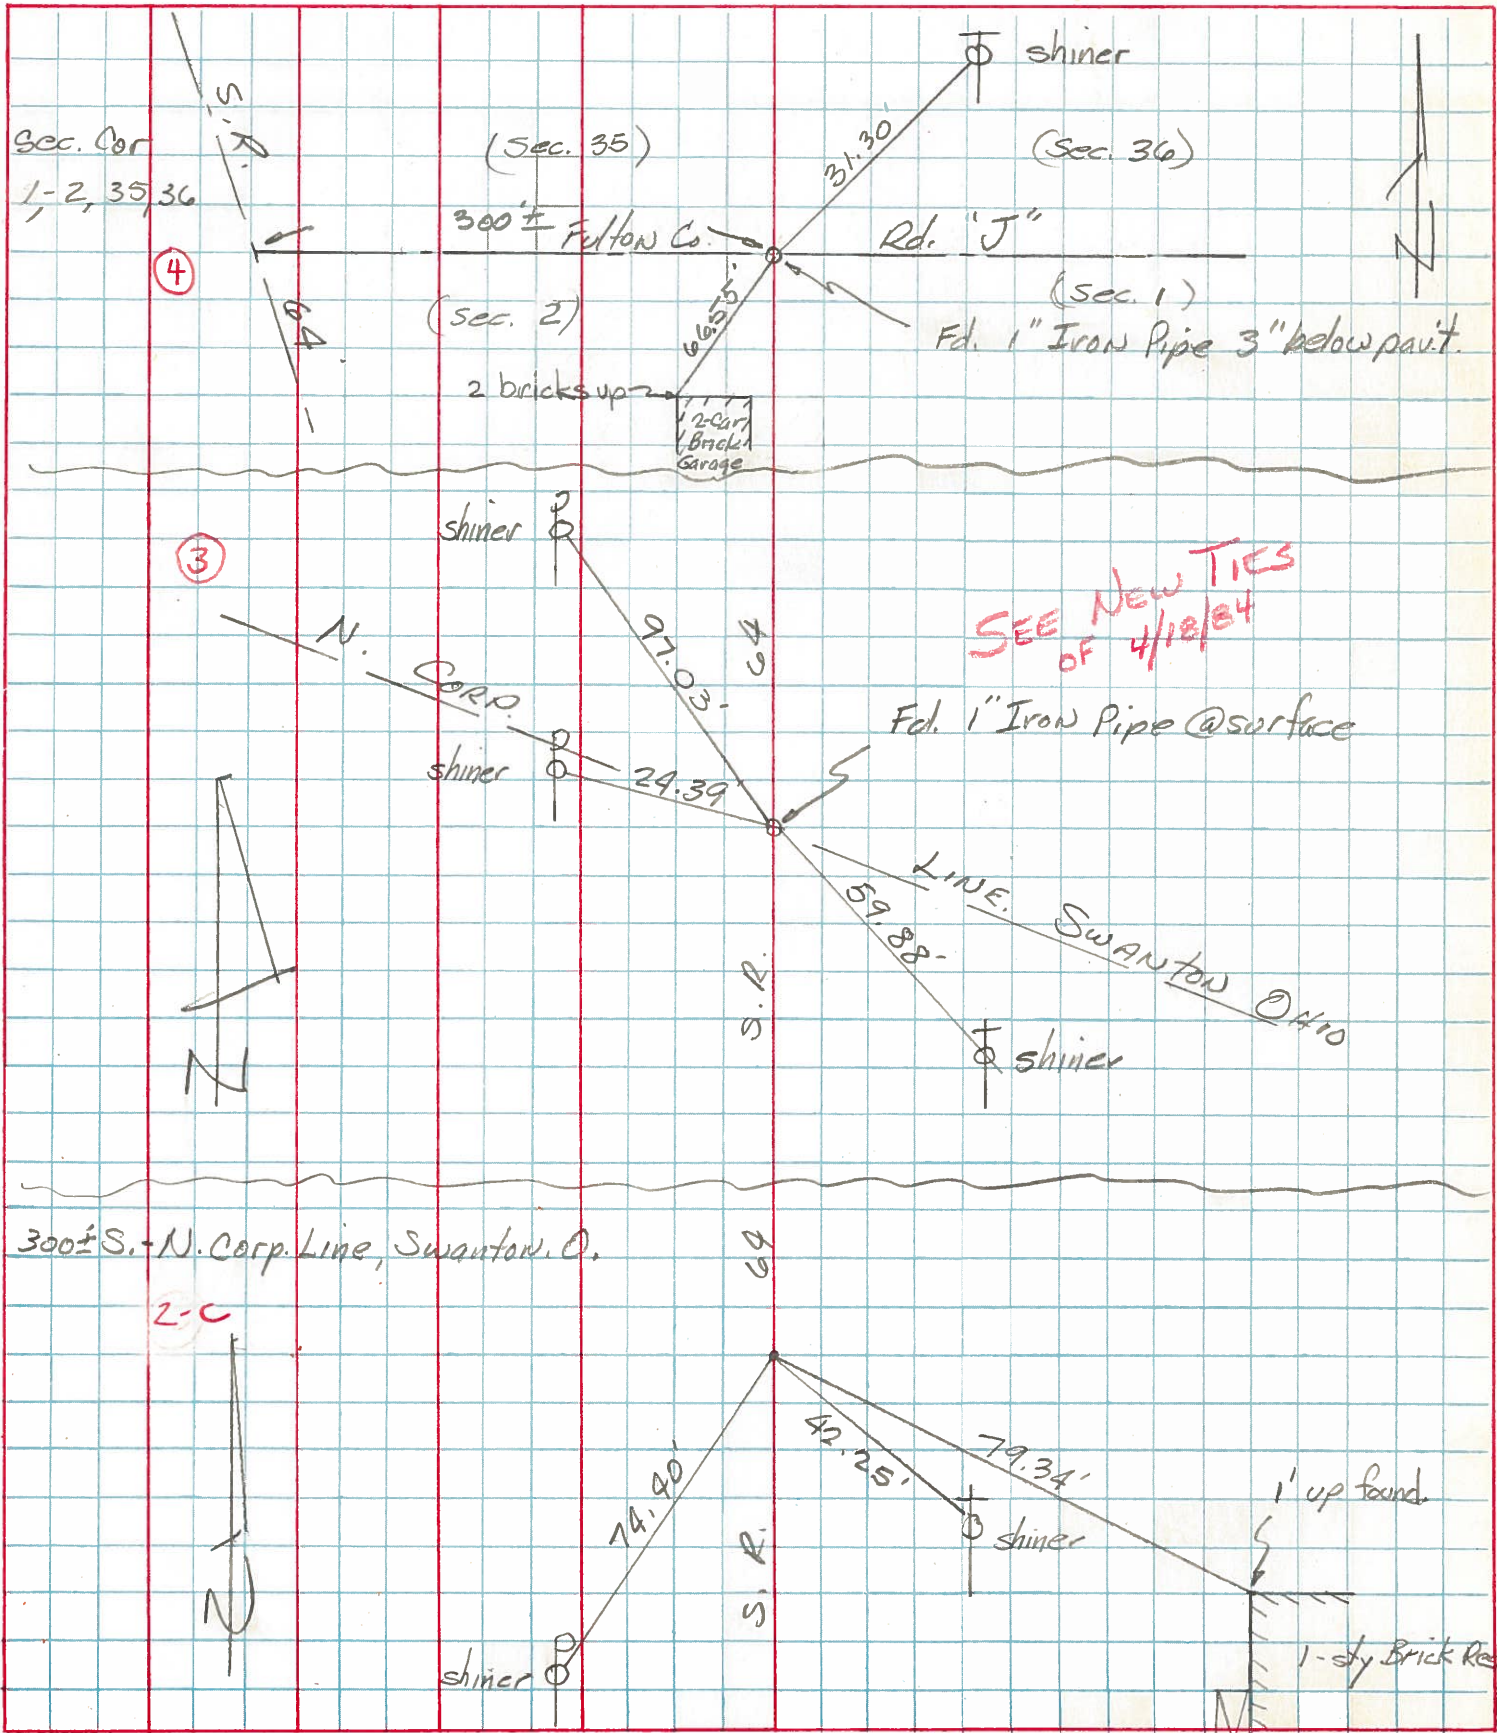 shiner
S.R.
Sec. Cor
1,-2, 35, 36
(Sec. 35)
31.30'
(Sec. 36)
300'± Fulton Co. Rd. "J"
4
64
(Sec. 2)
66.55'
(Sec. 1)
Fd. 1" Iron Pipe 3" below pav't.
2 bricks up
2-Car
Brick
Garage
N
shiner
3
SEE NEW TIES
OF 4/18/84
97.03'
64
N. CORP.
Fd. 1" Iron Pipe @ surface
shiner
24.39'
LINE. SWANTON OHIO
59.88'
S.R.
N
shiner
300± S.-N. Corp. Line, Swanton. O.
64
2-C
42.25'
79.34'
74.40'
1' up found.
S.R.
shiner
N
shiner
1-sty Brick Res